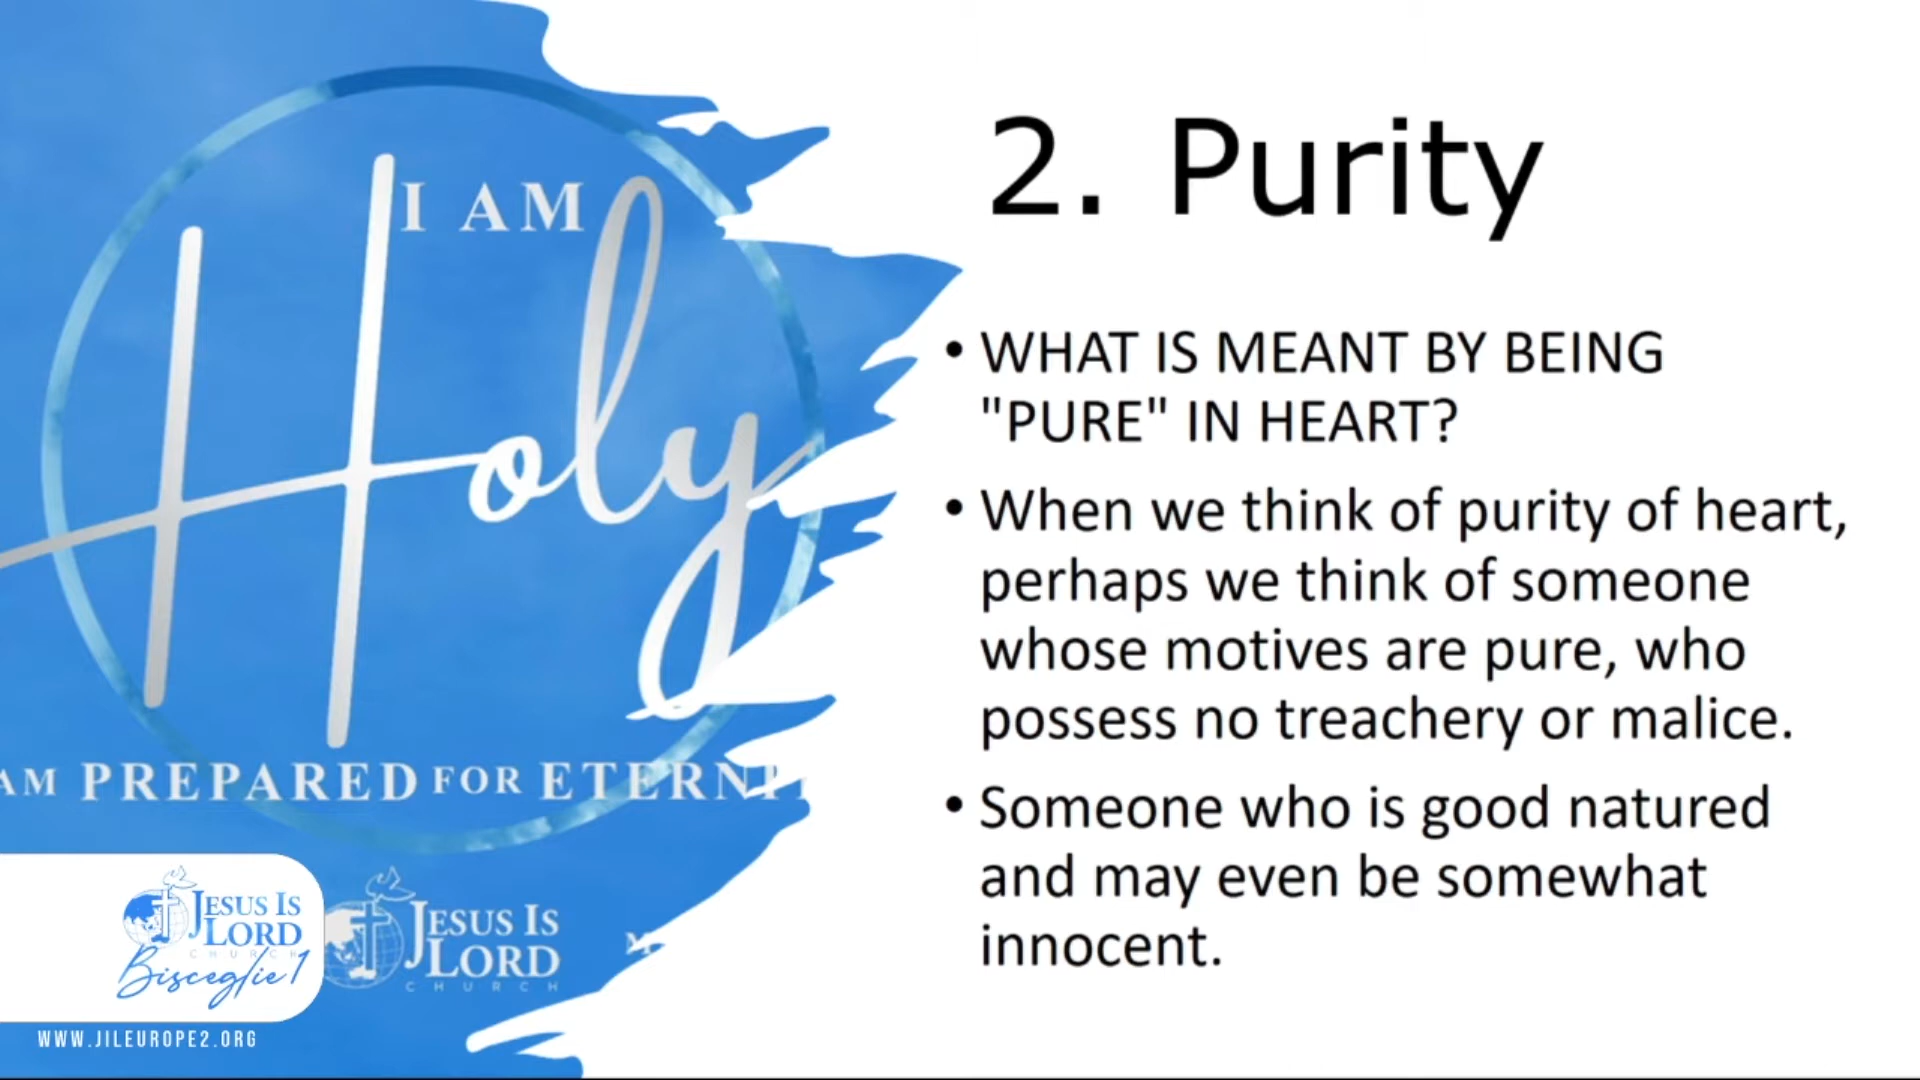 I AM
Holy
AM PREPARED FOR ETERNI
JESUS IS
LORD
CHURCH
Bisceglie 1
JESUS IS
LORD
CHURCH
WWW.JILEUROPE2.ORG
2. Purity
• WHAT IS MEANT BY BEING
"PURE" IN HEART?
• When we think of purity of heart,
perhaps we think of someone
whose motives are pure, who
possess no treachery or malice.
• Someone who is good natured
and may even be somewhat
innocent.